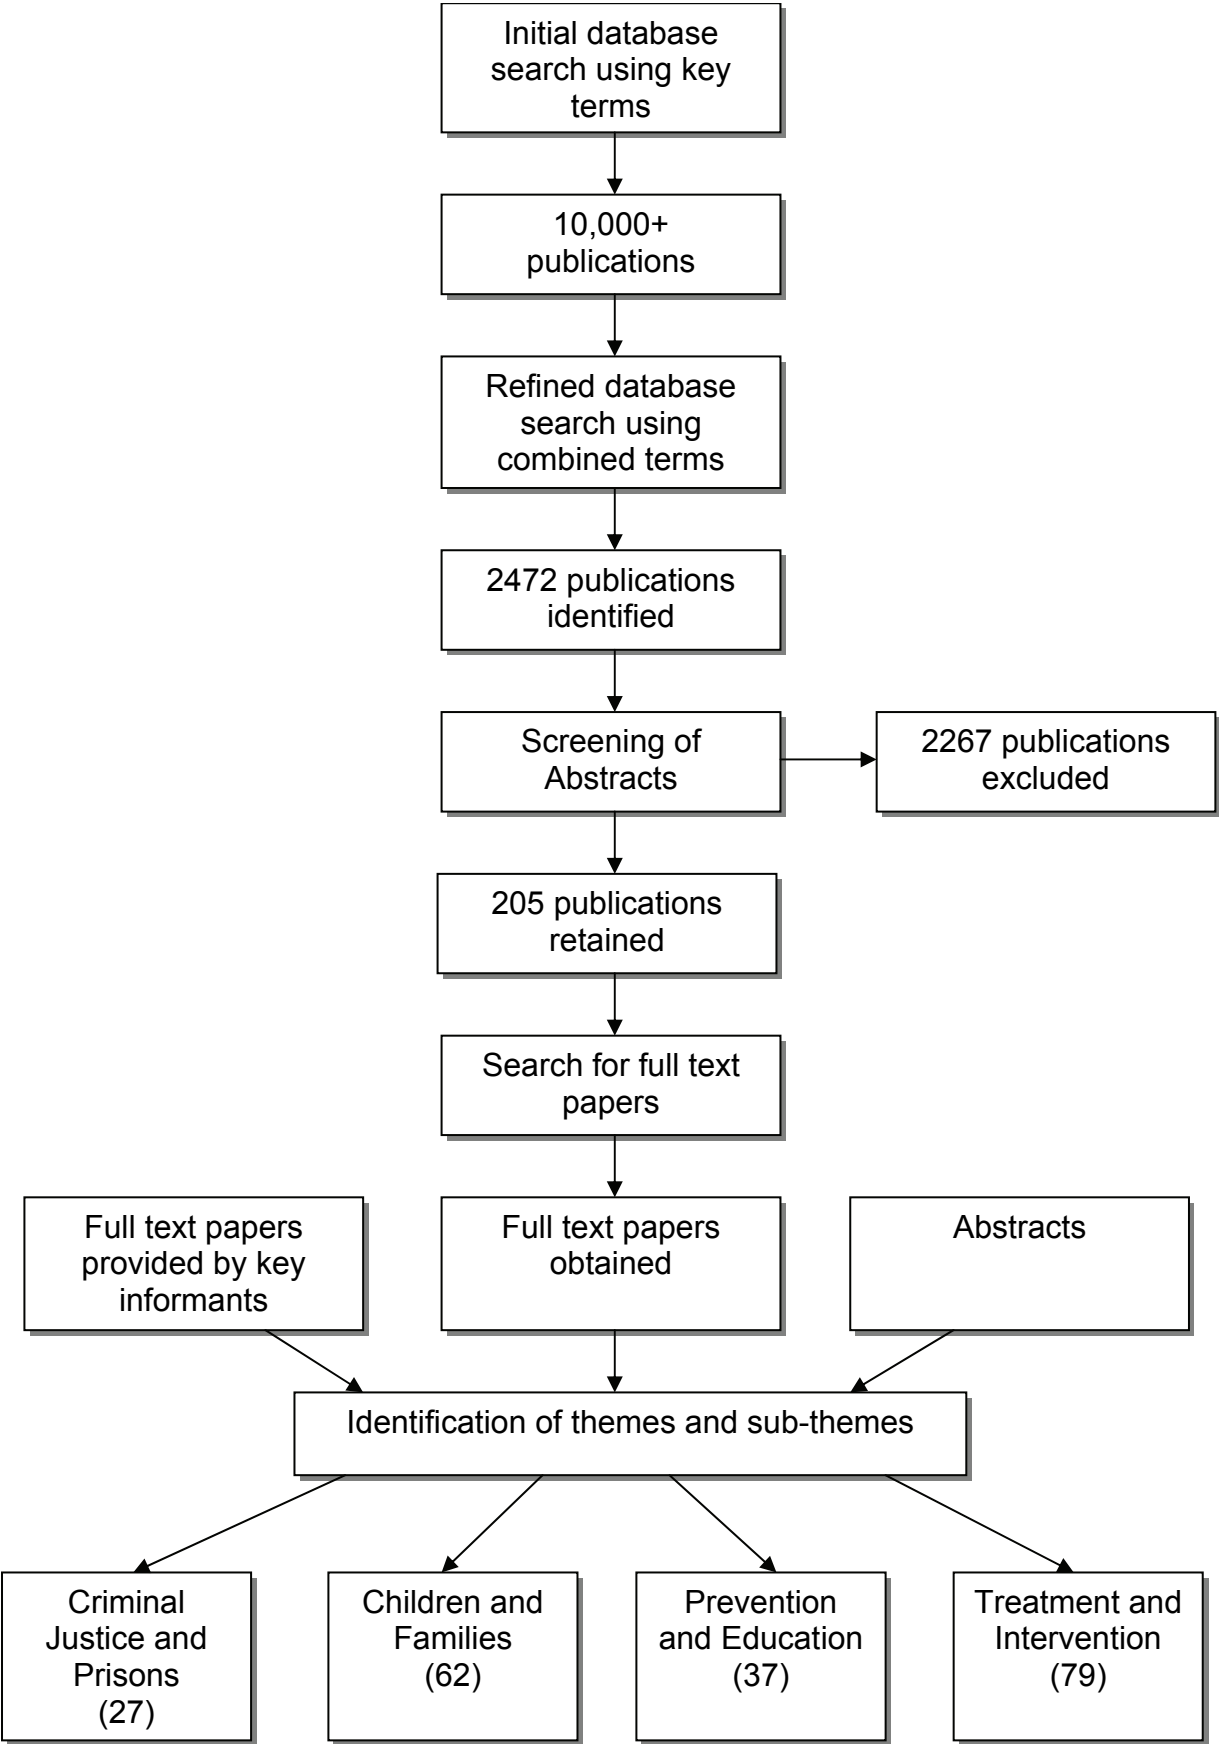 Initial database
search using key
terms
10,000+
publications
Refined database
search using
combined terms
2472 publications
identified
Screening of
Abstracts
2267 publications
excluded
205 publications
retained
Search for full text
papers
Full text papers
provided by key
informants
Full text papers
obtained
Abstracts
Identification of themes and sub-themes
Criminal
Justice and
Prisons
(27)
Children and
Families
(62)
Prevention
and Education
(37)
Treatment and
Intervention
(79)